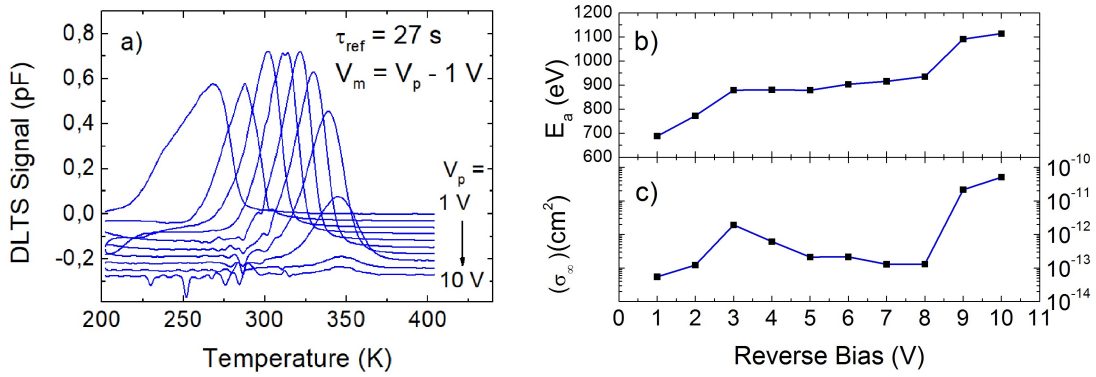 a)
τref = 27 s
Vm = Vp - 1 V
Vp =
1 V
10 V
0,8
0,6
0,4
0,2
0,0
-0,2
DLTS Signal (pF)
200 250 300 350 400
Temperature (K)
b)
1200
1100
1000
900
800
700
600
Ea (eV)
c)
10⁻¹⁰
10⁻¹¹
10⁻¹²
10⁻¹³
10⁻¹⁴
(σ∞)(cm²)
0 1 2 3 4 5 6 7 8 9 10 11
Reverse Bias (V)